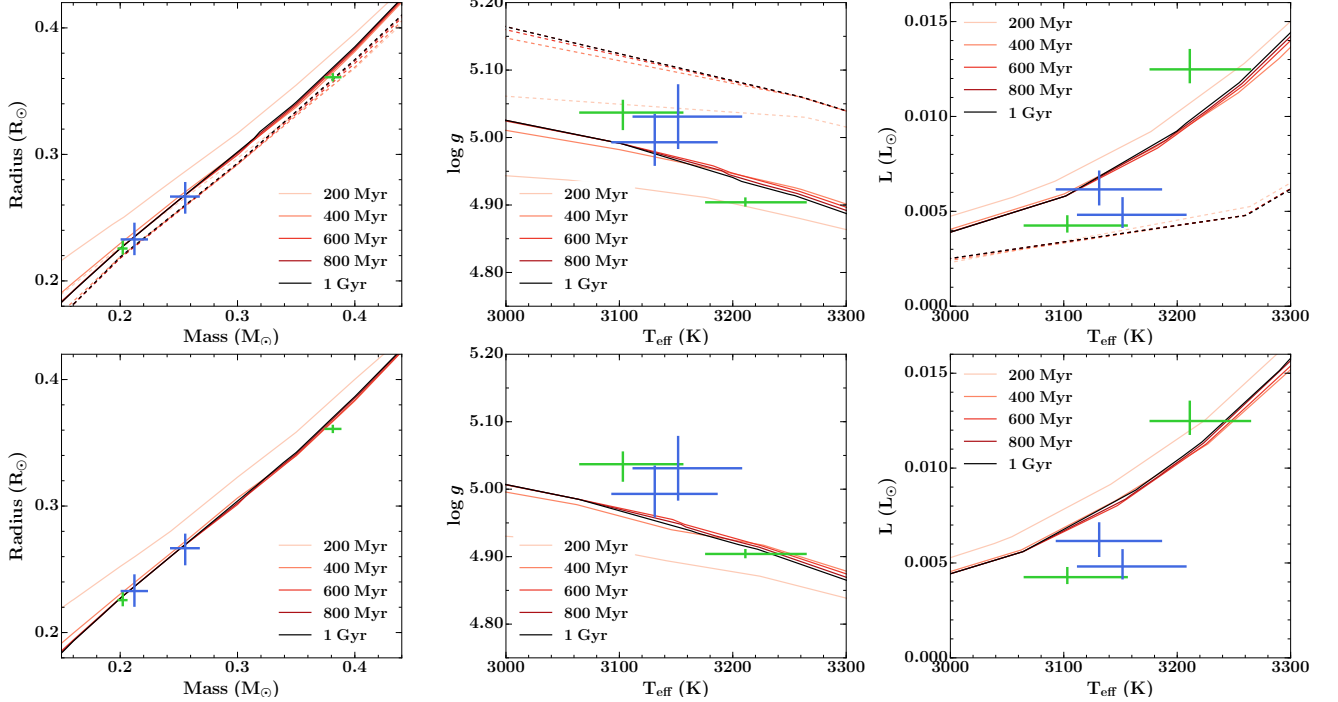 0.4
0.3
0.2
Radius (R⊙)
200 Myr
400 Myr
600 Myr
800 Myr
1 Gyr
0.2
0.3
0.4
Mass (M⊙)
5.20
5.10
5.00
4.90
4.80
log g
200 Myr
400 Myr
600 Myr
800 Myr
1 Gyr
3000
3100
3200
3300
Teff (K)
0.015
0.010
0.005
0.000
L (L⊙)
200 Myr
400 Myr
600 Myr
800 Myr
1 Gyr
3000
3100
3200
3300
Teff (K)
0.4
0.3
0.2
Radius (R⊙)
200 Myr
400 Myr
600 Myr
800 Myr
1 Gyr
0.2
0.3
0.4
Mass (M⊙)
5.20
5.10
5.00
4.90
4.80
log g
200 Myr
400 Myr
600 Myr
800 Myr
1 Gyr
3000
3100
3200
3300
Teff (K)
0.015
0.010
0.005
0.000
L (L⊙)
200 Myr
400 Myr
600 Myr
800 Myr
1 Gyr
3000
3100
3200
3300
Teff (K)